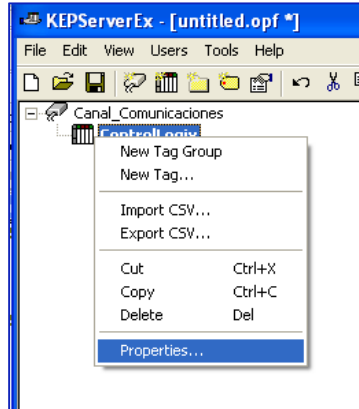 KEPServerEx - [untitled.opf *]
File Edit View Users Tools Help
Canal_Comunicaciones
ControlLogix
New Tag Group
New Tag...
Import CSV...
Export CSV...
Cut Ctrl+X
Copy Ctrl+C
Delete Del
Properties...